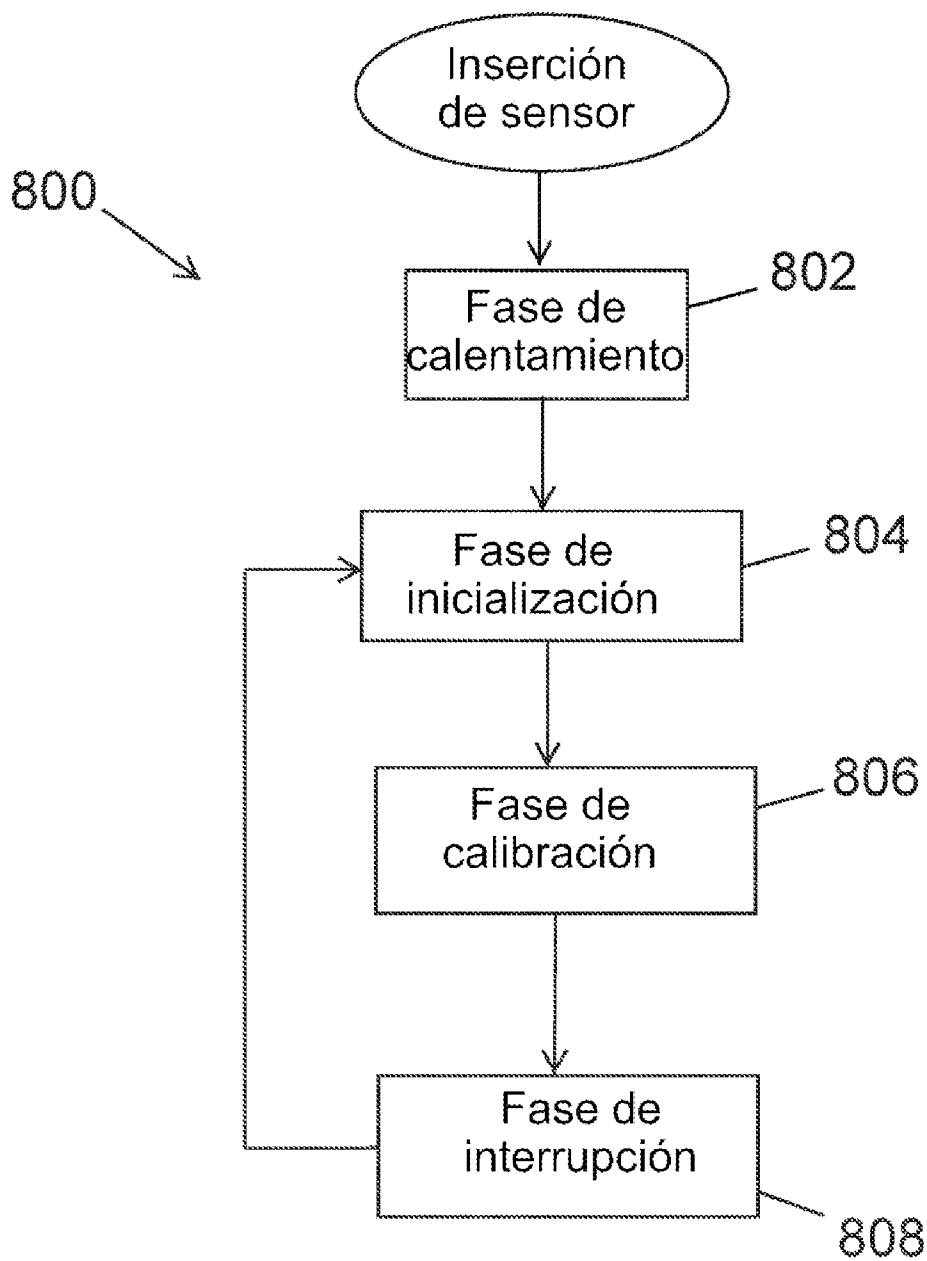 Inserción
de sensor
800
802
Fase de
calentamiento
804
Fase de
inicialización
806
Fase de
calibración
Fase de
interrupción
808